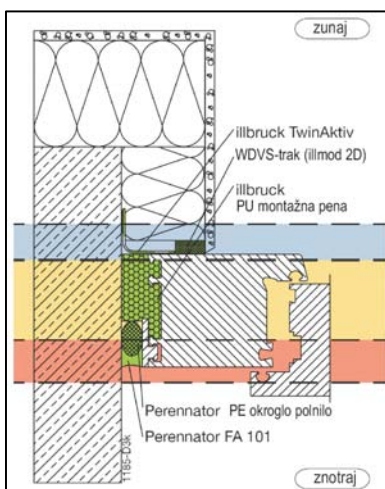 zunaj
illbruck TwinAktiv
WDVS-trak (illmod 2D)
illbruck
PU montažna pena
Perennator PE okroglo polnilo
Perennator FA 101
1185-D3k
znotraj